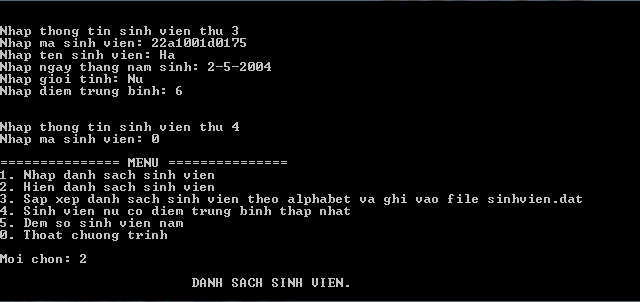 Nhap thong tin sinh vien thu 3
Nhap ma sinh vien: 22a1001d0175
Nhap ten sinh vien: Ha
Nhap ngay thang nam sinh: 2-5-2004
Nhap gioi tinh: Nu
Nhap diem trung binh: 6
Nhap thong tin sinh vien thu 4
Nhap ma sinh vien: 0
=============== MENU ===============
1. Nhap danh sach sinh vien
2. Hien danh sach sinh vien
3. Sap xep danh sach sinh vien theo alphabet va ghi vao file sinhvien.dat
4. Sinh vien nu co diem trung binh thap nhat
5. Dem so sinh vien nam
0. Thoat chuong trinh
Moi chon: 2
DANH SACH SINH VIEN.